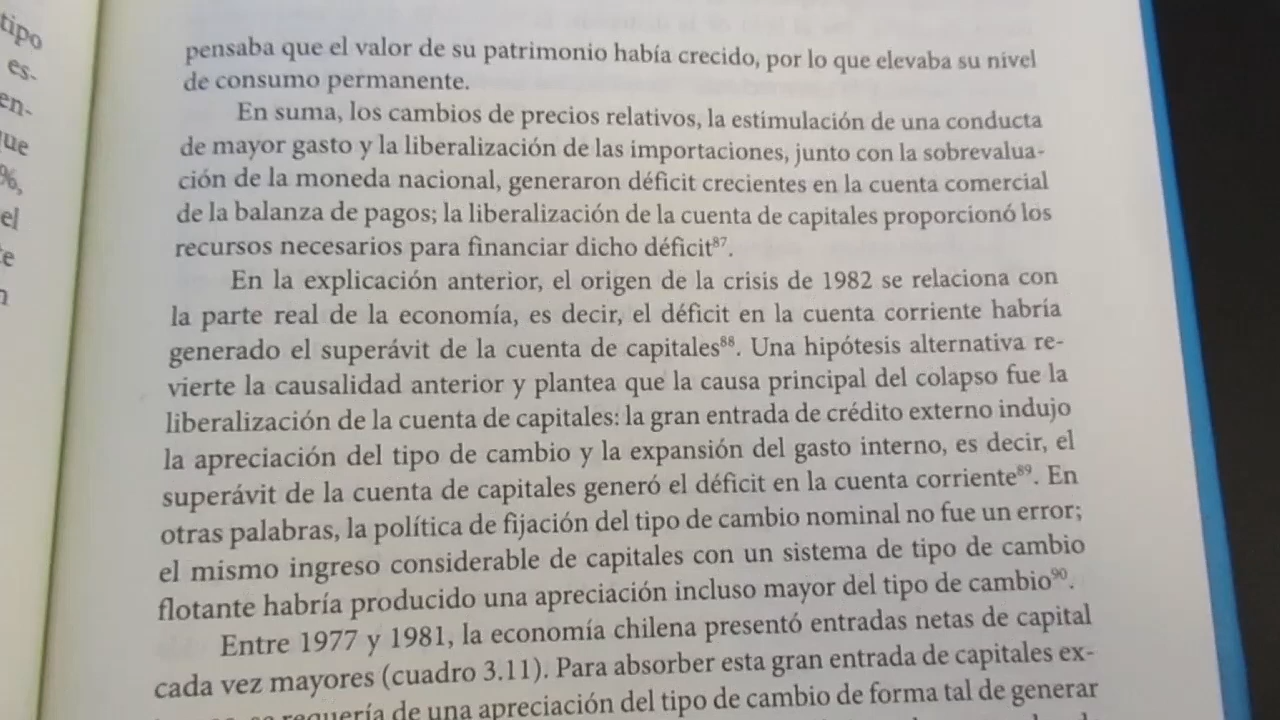 tipo
es-
en-
que
%,
el
pensaba que el valor de su patrimonio había crecido, por lo que elevaba su nivel
de consumo permanente.
En suma, los cambios de precios relativos, la estimulación de una conducta
de mayor gasto y la liberalización de las importaciones, junto con la sobrevalua-
ción de la moneda nacional, generaron déficit crecientes en la cuenta comercial
de la balanza de pagos; la liberalización de la cuenta de capitales proporcionó los
recursos necesarios para financiar dicho déficit⁸⁷.
En la explicación anterior, el origen de la crisis de 1982 se relaciona con
la parte real de la economía, es decir, el déficit en la cuenta corriente habría
generado el superávit de la cuenta de capitales⁸⁸. Una hipótesis alternativa re-
vierte la causalidad anterior y plantea que la causa principal del colapso fue la
liberalización de la cuenta de capitales: la gran entrada de crédito externo indujo
la apreciación del tipo de cambio y la expansión del gasto interno, es decir, el
superávit de la cuenta de capitales generó el déficit en la cuenta corriente⁸⁹. En
otras palabras, la política de fijación del tipo de cambio nominal no fue un error;
el mismo ingreso considerable de capitales con un sistema de tipo de cambio
flotante habría producido una apreciación incluso mayor del tipo de cambio⁹⁰.
Entre 1977 y 1981, la economía chilena presentó entradas netas de capital
cada vez mayores (cuadro 3.11). Para absorber esta gran entrada de capitales ex-
se requería de una apreciación del tipo de cambio de forma tal de generar